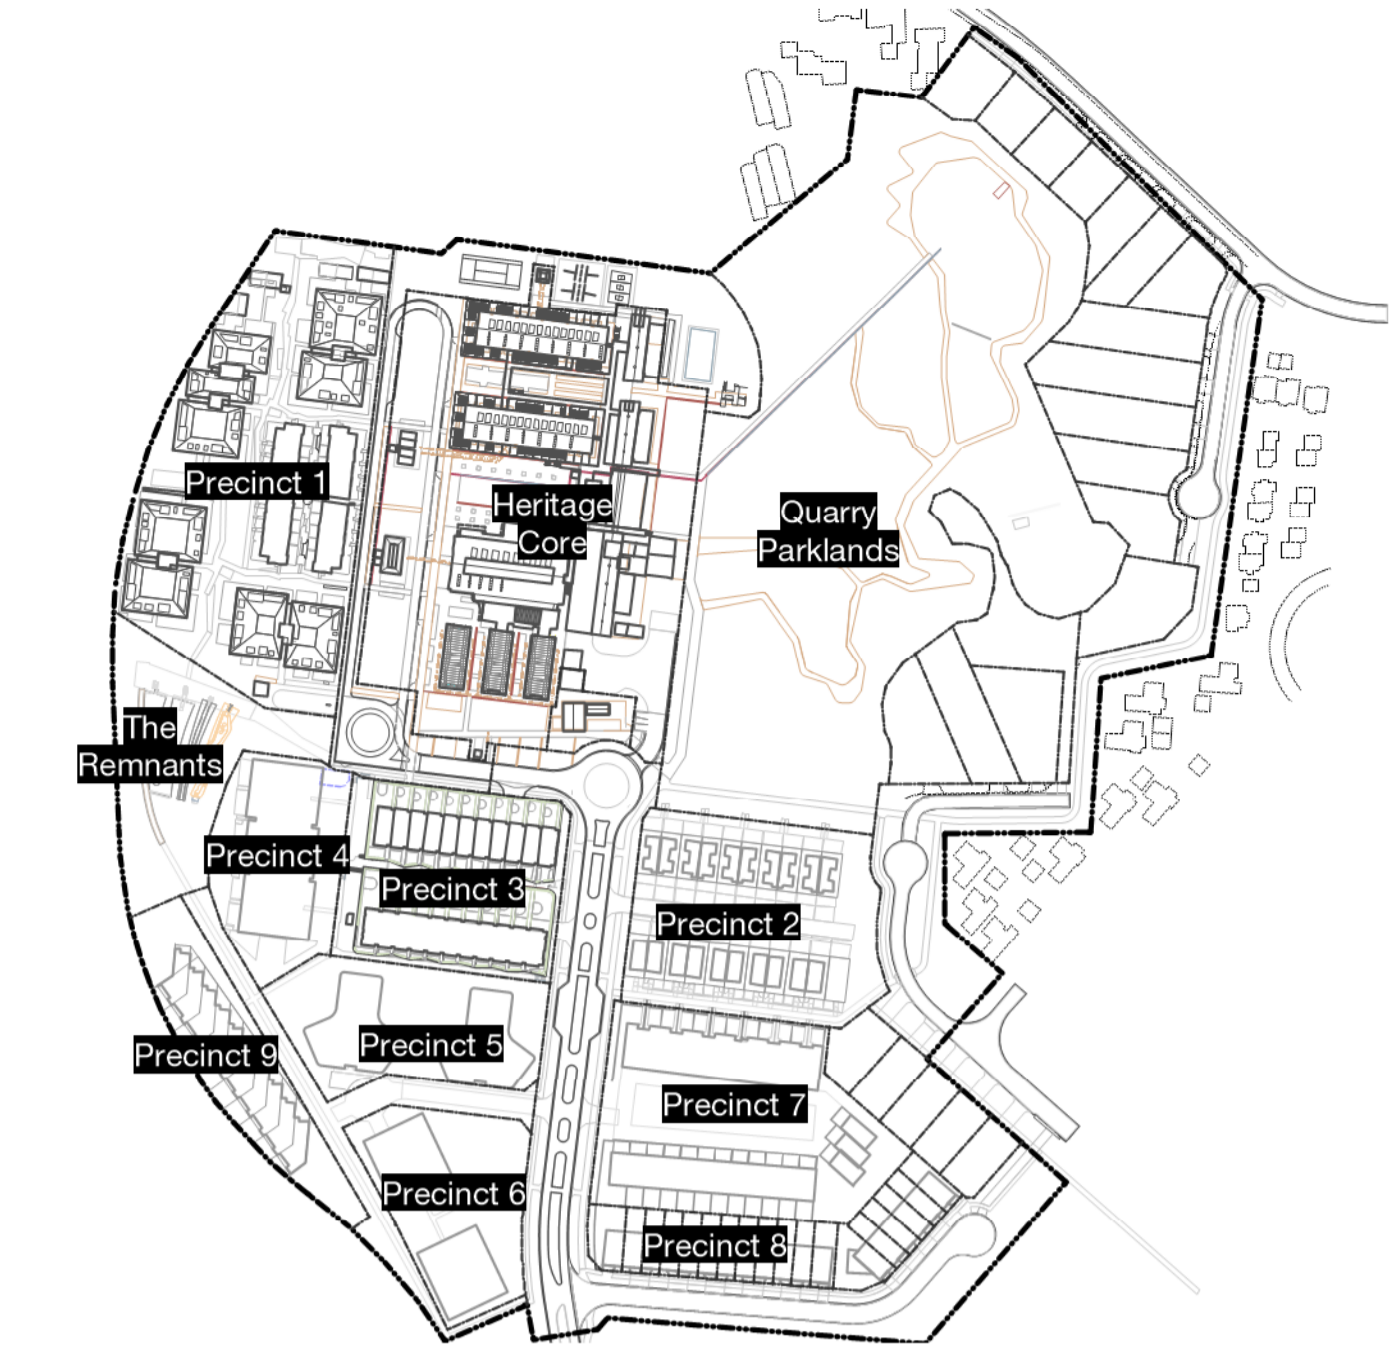 Precinct 1
Heritage
Core
Quarry
Parklands
The
Remnants
Precinct 4
Precinct 3
Precinct 2
Precinct 5
Precinct 9
Precinct 7
Precinct 6
Precinct 8